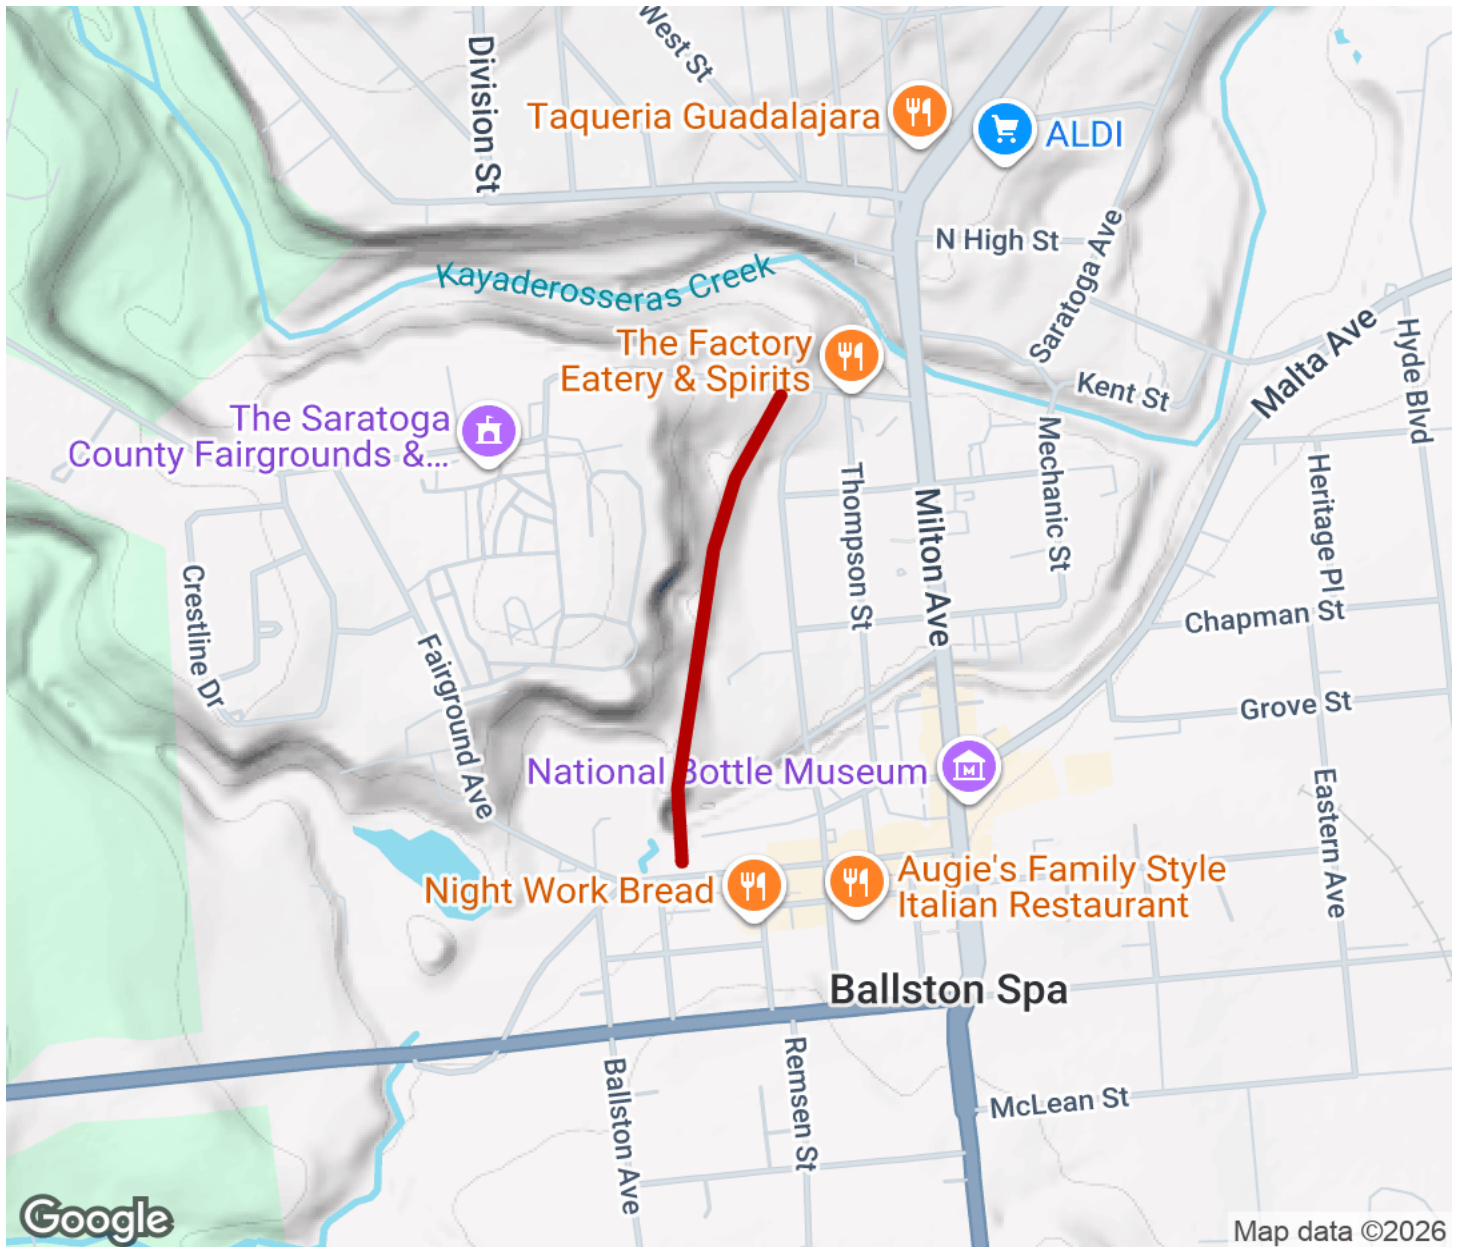 West St
Division St
Taqueria Guadalajara
ALDI
N High St
Saratoga Ave
Kayaderosseras Creek
The Factory
Eatery & Spirits
Malta Ave
Hyde Blvd
Kent St
The Saratoga
County Fairgrounds &...
Mechanic St
Thompson St
Milton Ave
Heritage Pl
Crestline Dr
Chapman St
Fairground Ave
Grove St
National Bottle Museum
Eastern Ave
Night Work Bread
Augie's Family Style
Italian Restaurant
Ballston Spa
Remsen St
Ballston Ave
McLean St
Google
Map data ©2026